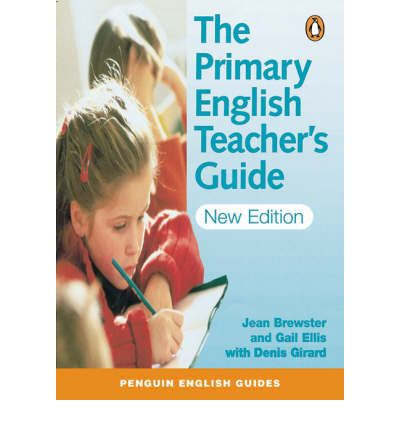 The
Primary
English
Teacher's
Guide
New Edition
Jean Brewster
and Gail Ellis
with Denis Girard
PENGUIN ENGLISH GUIDES